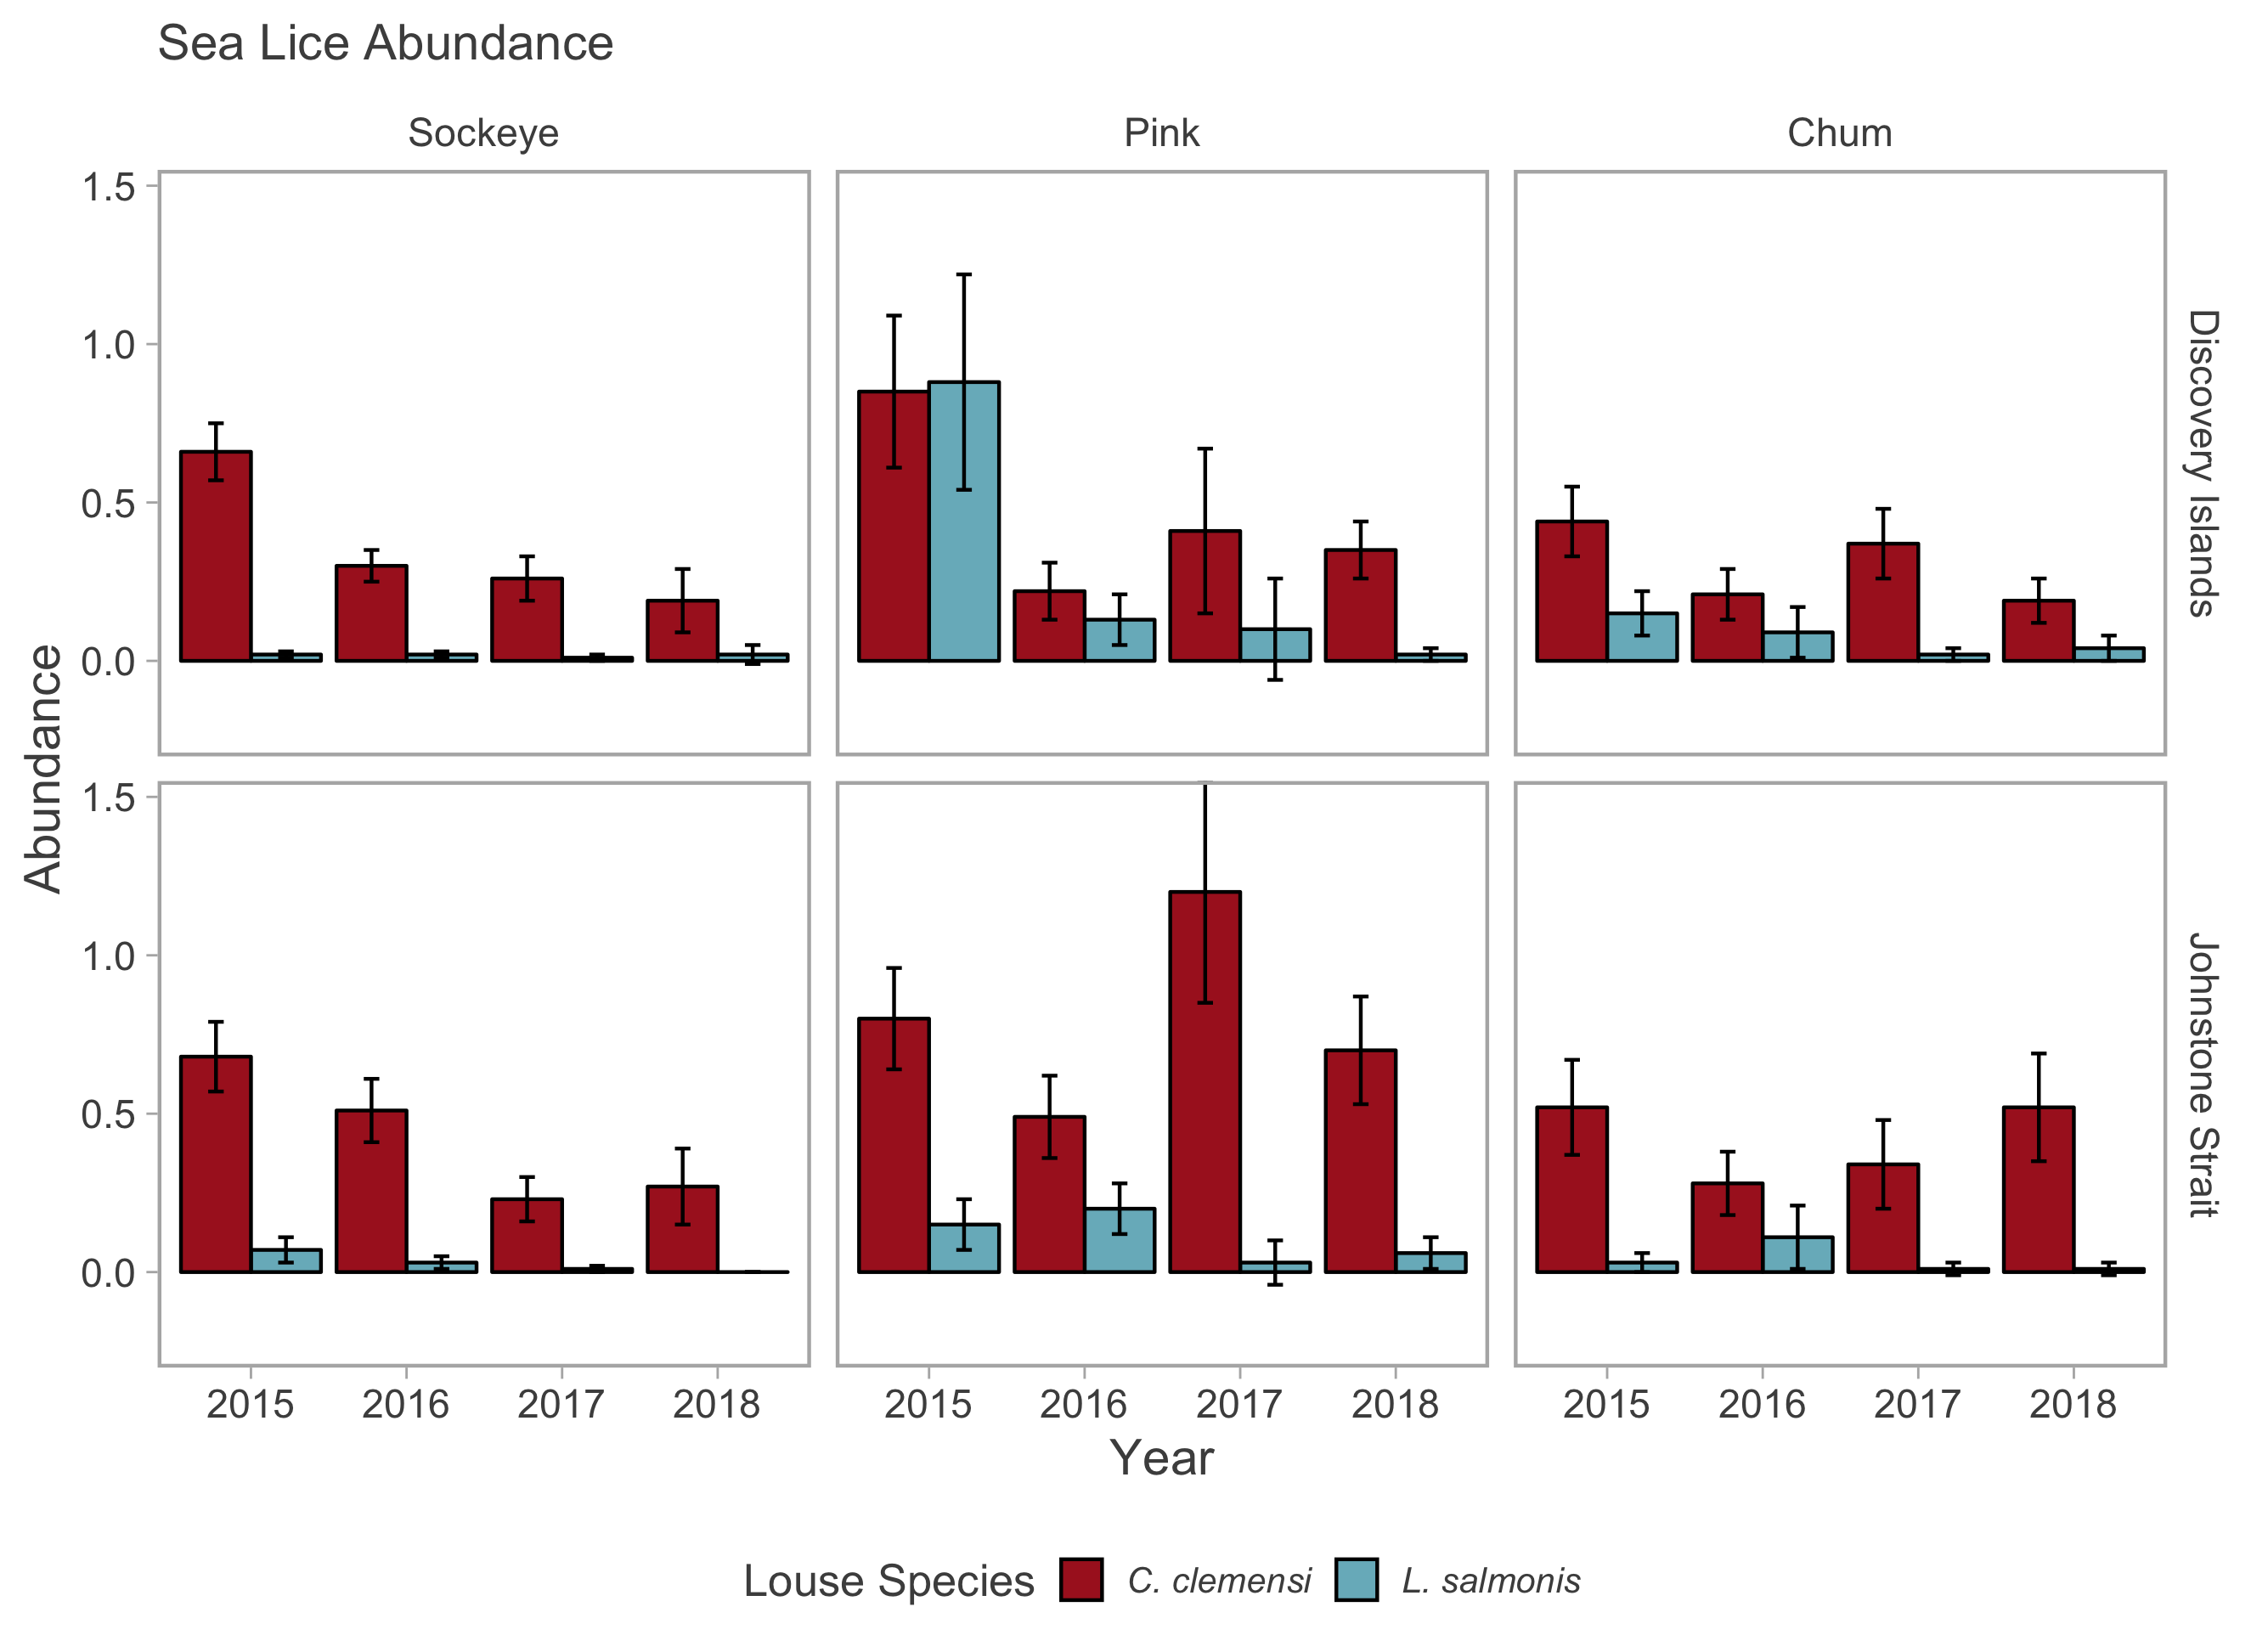 Sea Lice Abundance
Sockeye
Pink
Chum
1.5
1.0
0.5
0.0
Discovery Islands
Abundance
1.5
1.0
0.5
0.0
Johnstone Strait
2015 2016 2017 2018 2015 2016 2017 2018 2015 2016 2017 2018
Year
Louse Species C. clemensi L. salmonis